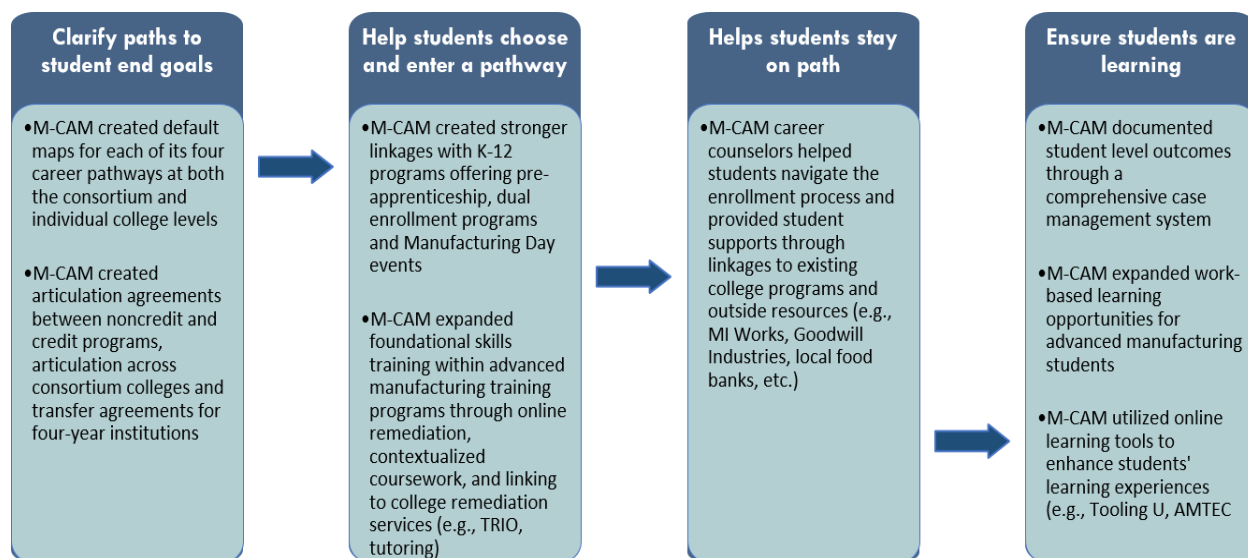 Clarify paths to
student end goals
•M-CAM created default
maps for each of its four
career pathways at both
the consortium and
individual college levels
•M-CAM created
articulation agreements
between noncredit and
credit programs,
articulation across
consortium colleges and
transfer agreements for
four-year institutions
Help students choose
and enter a pathway
•M-CAM created stronger
linkages with K-12
programs offering pre-
apprenticeship, dual
enrollment programs
and Manufacturing Day
events
•M-CAM expanded
foundational skills
training within advanced
manufacturing training
programs through online
remediation,
contextualized
coursework, and linking
to college remediation
services (e.g., TRIO,
tutoring)
Helps students stay
on path
•M-CAM career
counselors helped
students navigate the
enrollment process and
provided student
supports through
linkages to existing
college programs and
outside resources (e.g.,
MI Works, Goodwill
Industries, local food
banks, etc.)
Ensure students are
learning
•M-CAM documented
student level outcomes
through a
comprehensive case
management system
•M-CAM expanded work-
based learning
opportunities for
advanced manufacturing
students
•M-CAM utilized online
learning tools to
enhance students'
learning experiences
(e.g., Tooling U, AMTEC